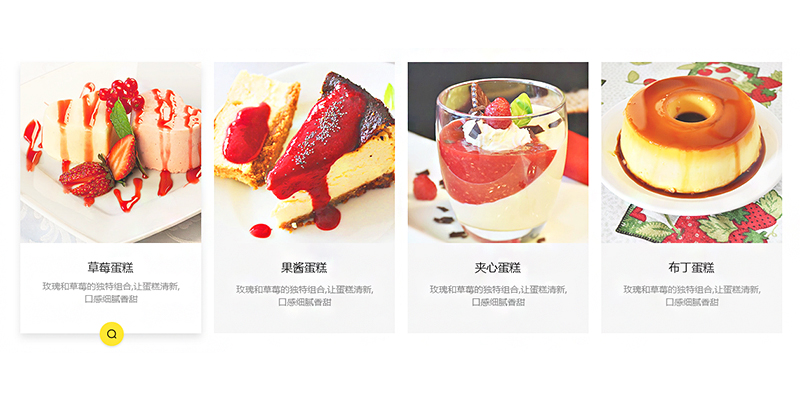 草莓蛋糕
玫瑰和草莓的独特组合,让蛋糕清新,
口感细腻香甜
果酱蛋糕
玫瑰和草莓的独特组合,让蛋糕清新,
口感细腻香甜
夹心蛋糕
玫瑰和草莓的独特组合,让蛋糕清新,
口感细腻香甜
布丁蛋糕
玫瑰和草莓的独特组合,让蛋糕清新,
口感细腻香甜